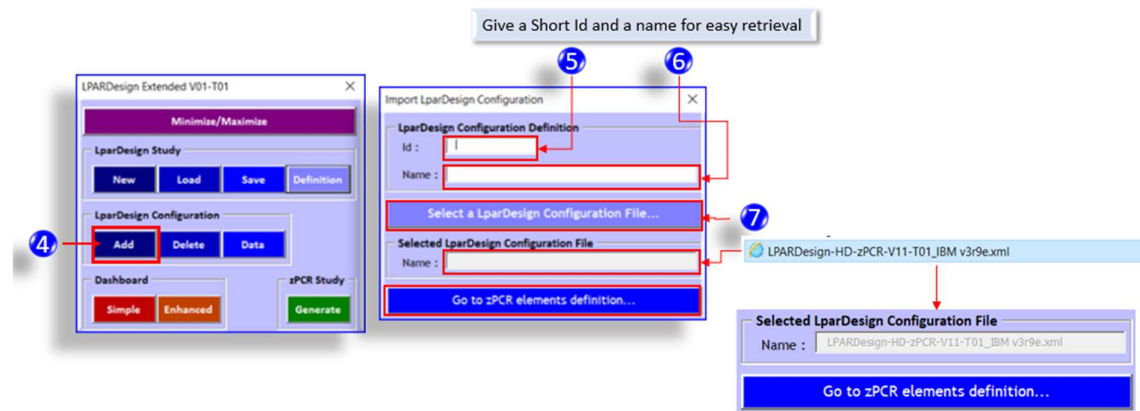 Give a Short Id and a name for easy retrieval
5
6
LPARDesign Extended V01-T01
Minimize/Maximize
LparDesign Study
New Load Save Definition
LparDesign Configuration
4
Add Delete Data
Dashboard zPCR Study
Simple Enhanced Generate
Import LparDesign Configuration
LparDesign Configuration Definition
Id :
Name :
Select a LparDesign Configuration File...
7
Selected LparDesign Configuration File
Name :
Go to zPCR elements definition...
LPARDesign-HD-zPCR-V11-T01_IBM v3r9e.xml
Selected LparDesign Configuration File
Name : LPARDesign-HD-zPCR-V11-T01_IBM v3r9e.xml
Go to zPCR elements definition...